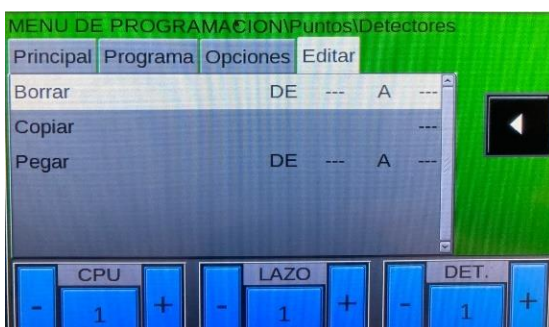 MENU DE PROGRAMACION\Puntos\Detectores
Principal Programa Opciones Editar
Borrar DE --- A ---
Copiar ---
Pegar DE --- A ---
CPU LAZO DET.
- 1 + - 1 + - 1 +